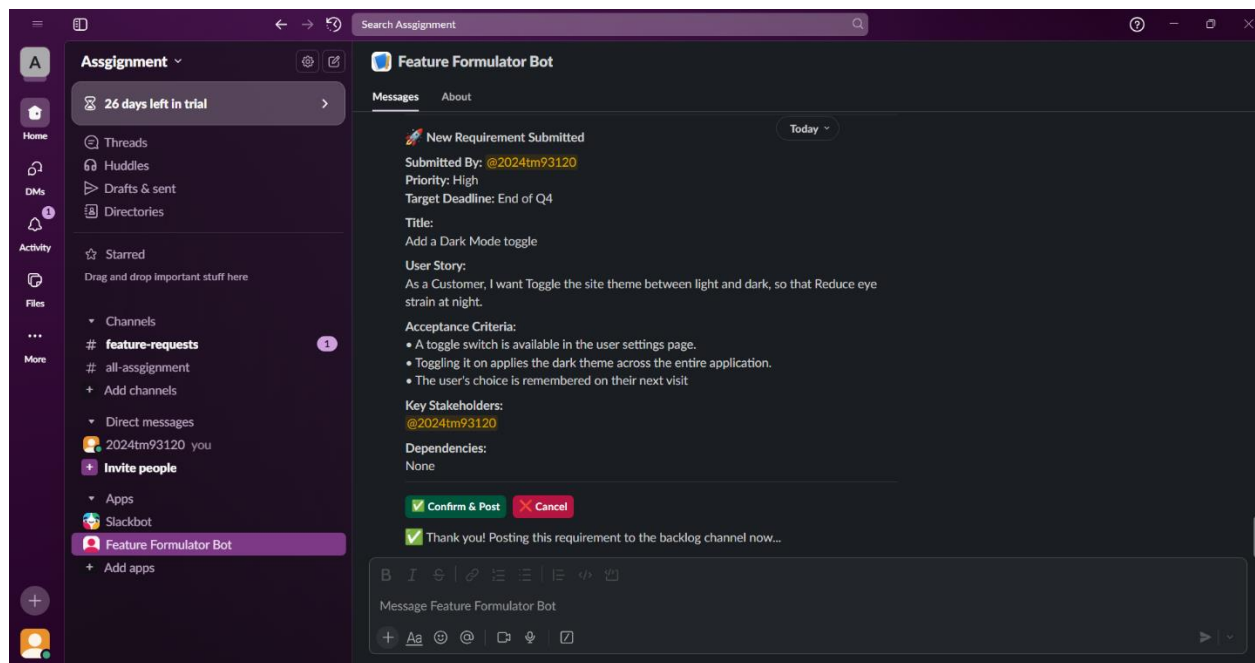 Search Assgignment
A
Home
DMs
1
Activity
Files
More
Assgignment
26 days left in trial
Threads
Huddles
Drafts & sent
Directories
Starred
Drag and drop important stuff here
Channels
# feature-requests 1
# all-assgignment
+ Add channels
Direct messages
2024tm93120 you
+ Invite people
Apps
Slackbot
Feature Formulator Bot
+ Add apps
Feature Formulator Bot
Messages About
Today
🚀 New Requirement Submitted
Submitted By: @2024tm93120
Priority: High
Target Deadline: End of Q4
Title:
Add a Dark Mode toggle
User Story:
As a Customer, I want Toggle the site theme between light and dark, so that Reduce eye
strain at night.
Acceptance Criteria:
• A toggle switch is available in the user settings page.
• Toggling it on applies the dark theme across the entire application.
• The user's choice is remembered on their next visit
Key Stakeholders:
@2024tm93120
Dependencies:
None
✅ Confirm & Post ❌ Cancel
✅ Thank you! Posting this requirement to the backlog channel now...
B I S
Message Feature Formulator Bot
+ Aa @